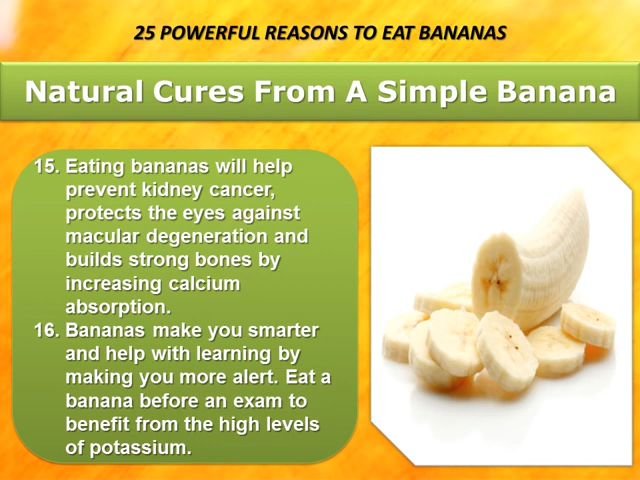 25 POWERFUL REASONS TO EAT BANANAS
Natural Cures From A Simple Banana
15. Eating bananas will help
prevent kidney cancer,
protects the eyes against
macular degeneration and
builds strong bones by
increasing calcium
absorption.
16. Bananas make you smarter
and help with learning by
making you more alert. Eat a
banana before an exam to
benefit from the high levels
of potassium.